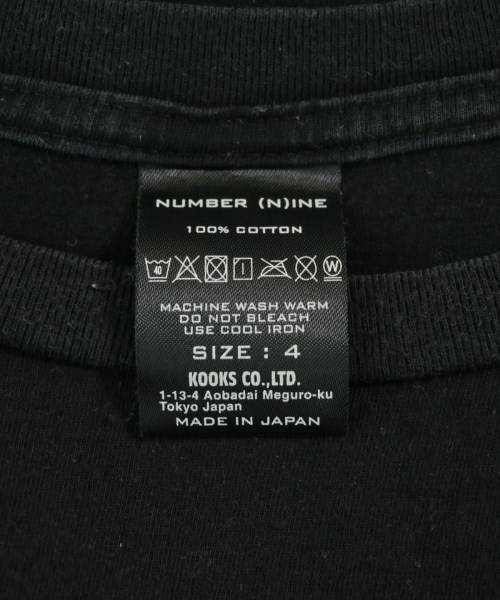 NUMBER (N)INE
100% COTTON
40 W
MACHINE WASH WARM
DO NOT BLEACH
USE COOL IRON
SIZE : 4
KOOKS CO.,LTD.
1-13-4 Aobadai Meguro-ku
Tokyo Japan
MADE IN JAPAN